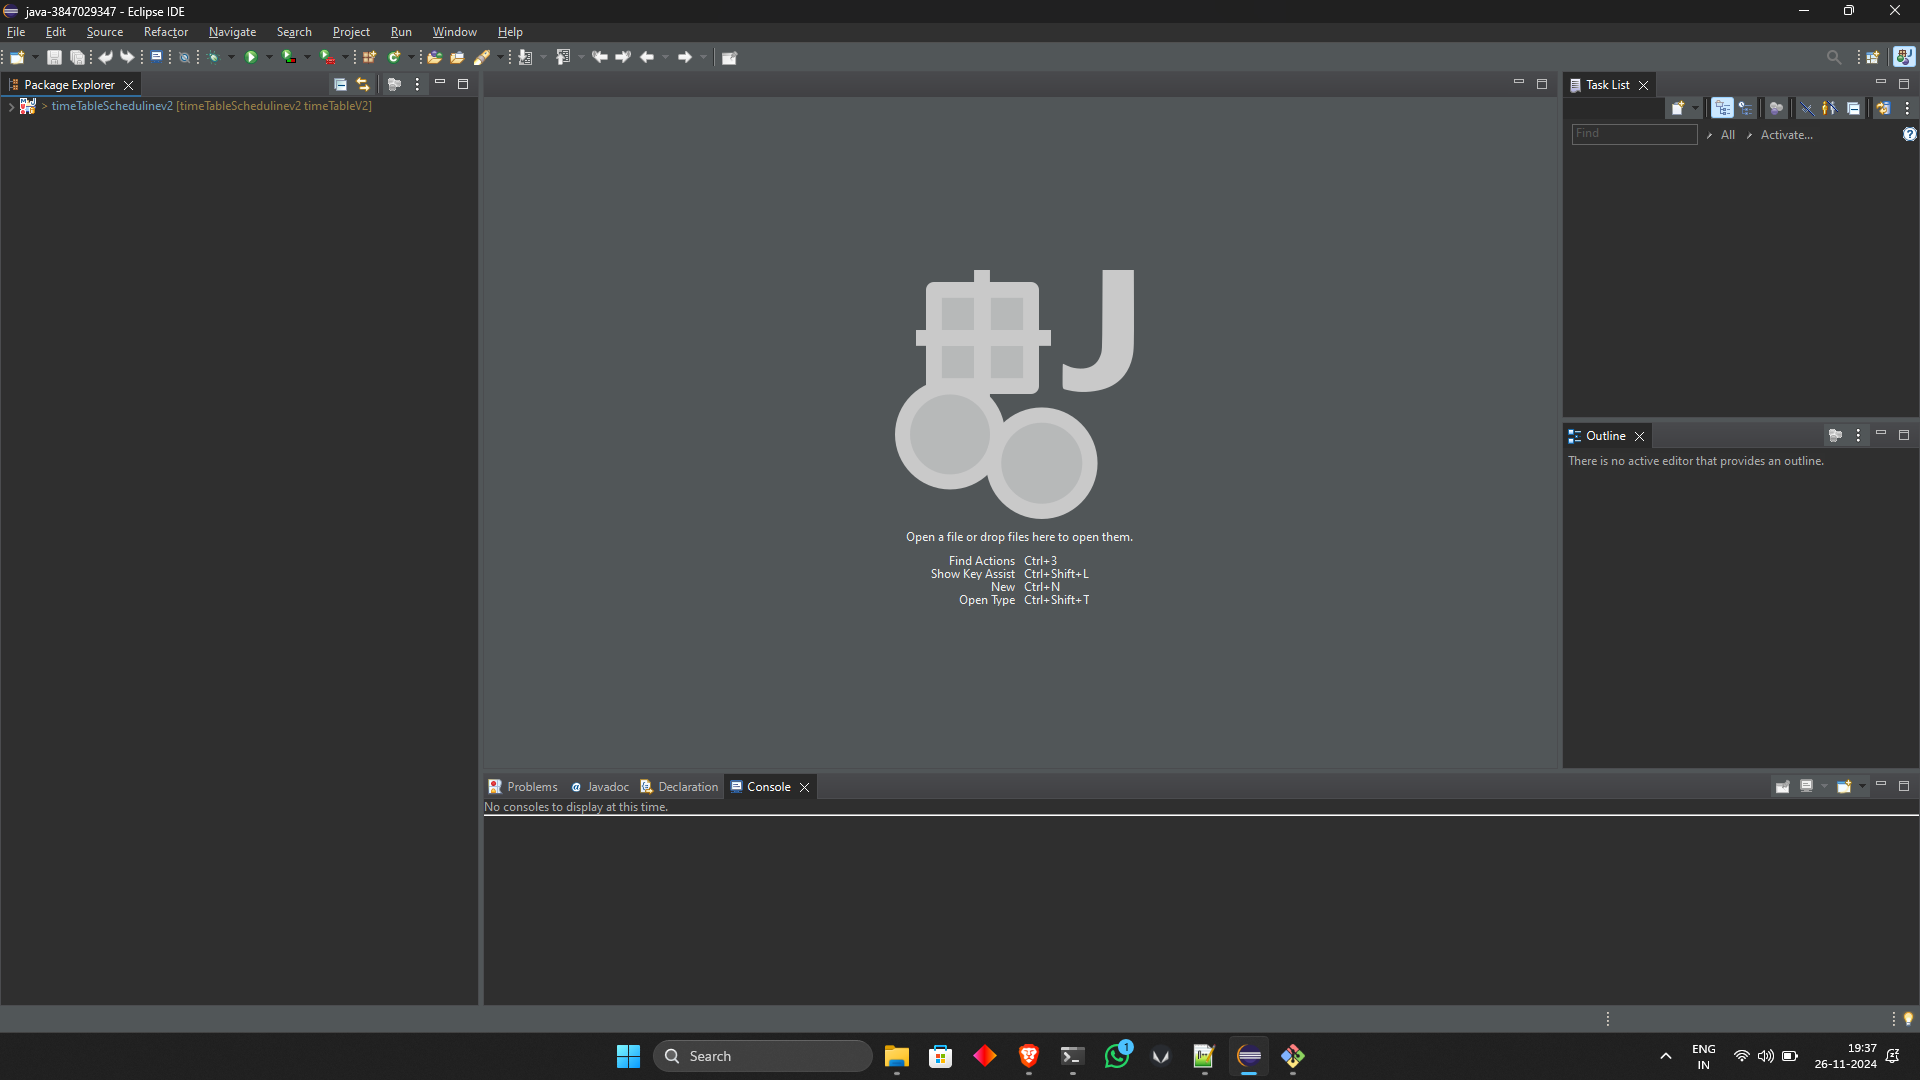 java-3847029347 - Eclipse IDE
File Edit Source Refactor Navigate Search Project Run Window Help
Package Explorer
> timeTableSchedulinev2 [timeTableSchedulinev2 timeTableV2]
Task List
Find
All
Activate...
Outline
There is no active editor that provides an outline.
J
Open a file or drop files here to open them.
Find Actions Ctrl+3
Show Key Assist Ctrl+Shift+L
New Ctrl+N
Open Type Ctrl+Shift+T
Problems @ Javadoc Declaration Console
No consoles to display at this time.
Search
1
ENG
IN
19:37
26-11-2024